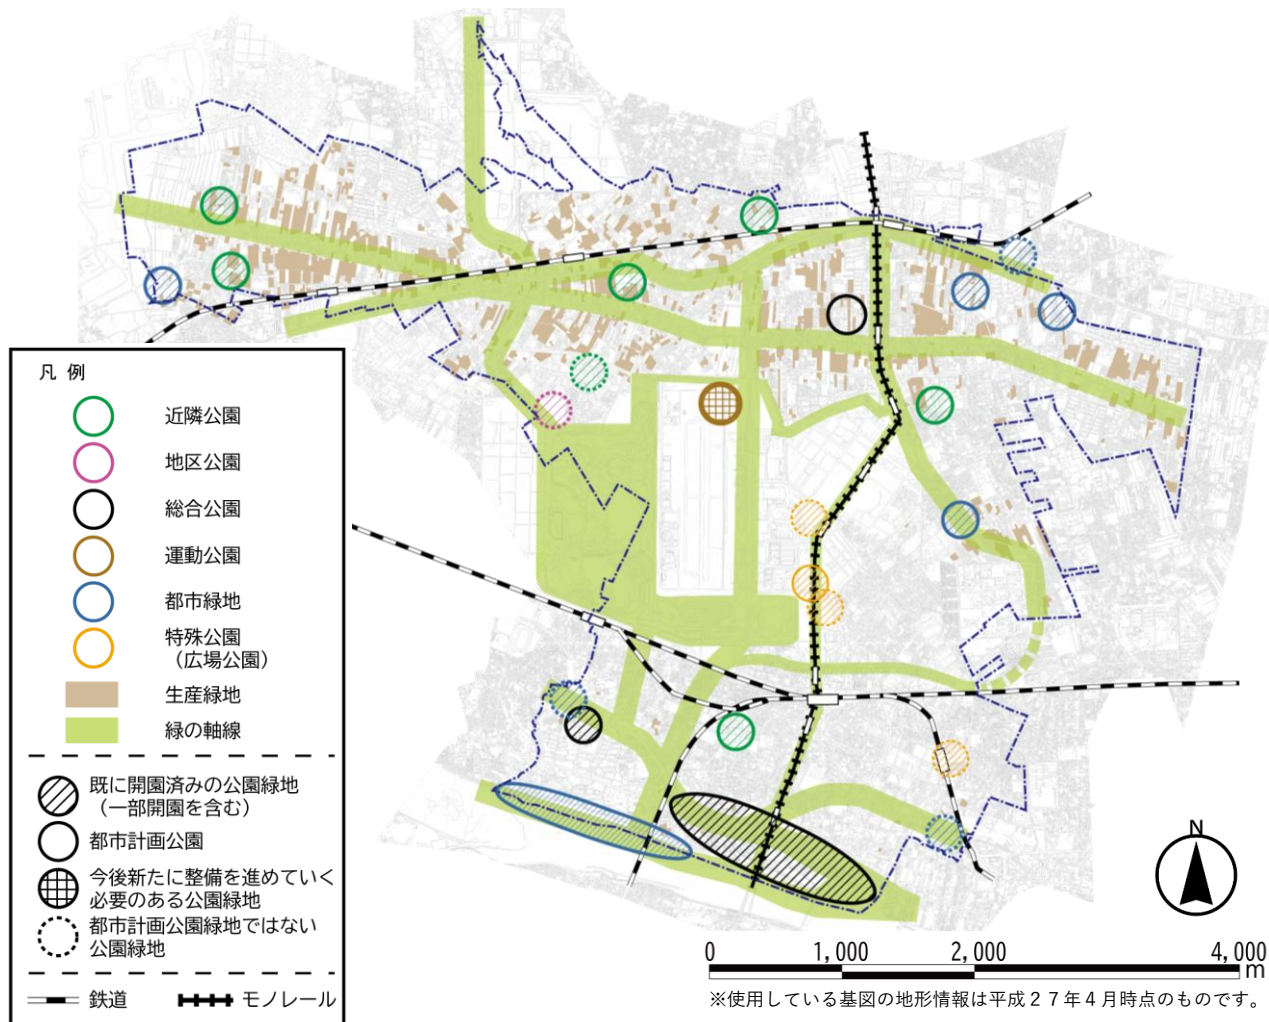 凡 例
近隣公園
地区公園
総合公園
運動公園
都市緑地
特殊公園
（広場公園）
生産緑地
緑の軸線
既に開園済みの公園緑地
（一部開園を含む）
都市計画公園
今後新たに整備を進めていく
必要のある公園緑地
都市計画公園緑地ではない
公園緑地
鉄道 モノレール
N
0 1,000 2,000 4,000
m
※使用している基図の地形情報は平成２７年４月時点のものです。